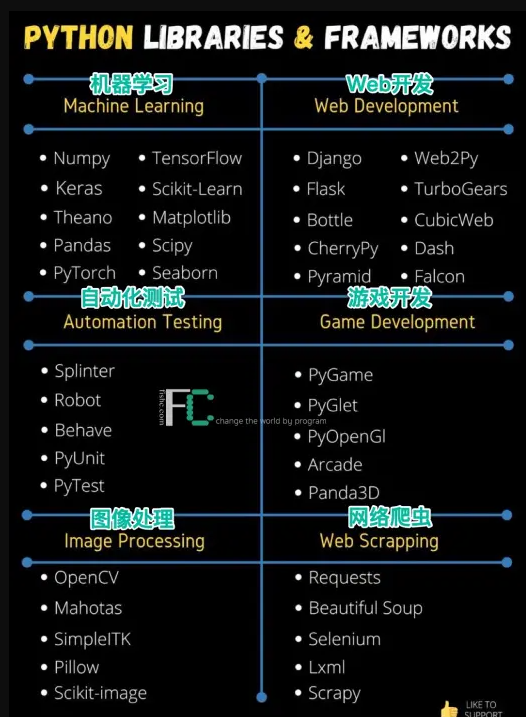 PYTHON LIBRARIES & FRAMEWORKS
机器学习
Machine Learning
• Numpy
• Keras
• Theano
• Pandas
• PyTorch
• TensorFlow
• Scikit-Learn
• Matplotlib
• Scipy
• Seaborn
Web开发
Web Development
• Django
• Flask
• Bottle
• CherryPy
• Pyramid
• Web2Py
• TurboGears
• CubicWeb
• Dash
• Falcon
自动化测试
Automation Testing
• Splinter
• Robot
• Behave
• PyUnit
• PyTest
游戏开发
Game Development
• PyGame
• PyGlet
• PyOpenGl
• Arcade
• Panda3D
fishc.com
FC
change the world by program
图像处理
Image Processing
• OpenCV
• Mahotas
• SimpleITK
• Pillow
• Scikit-image
网络爬虫
Web Scrapping
• Requests
• Beautiful Soup
• Selenium
• Lxml
• Scrapy
LIKE TO
SUPPORT